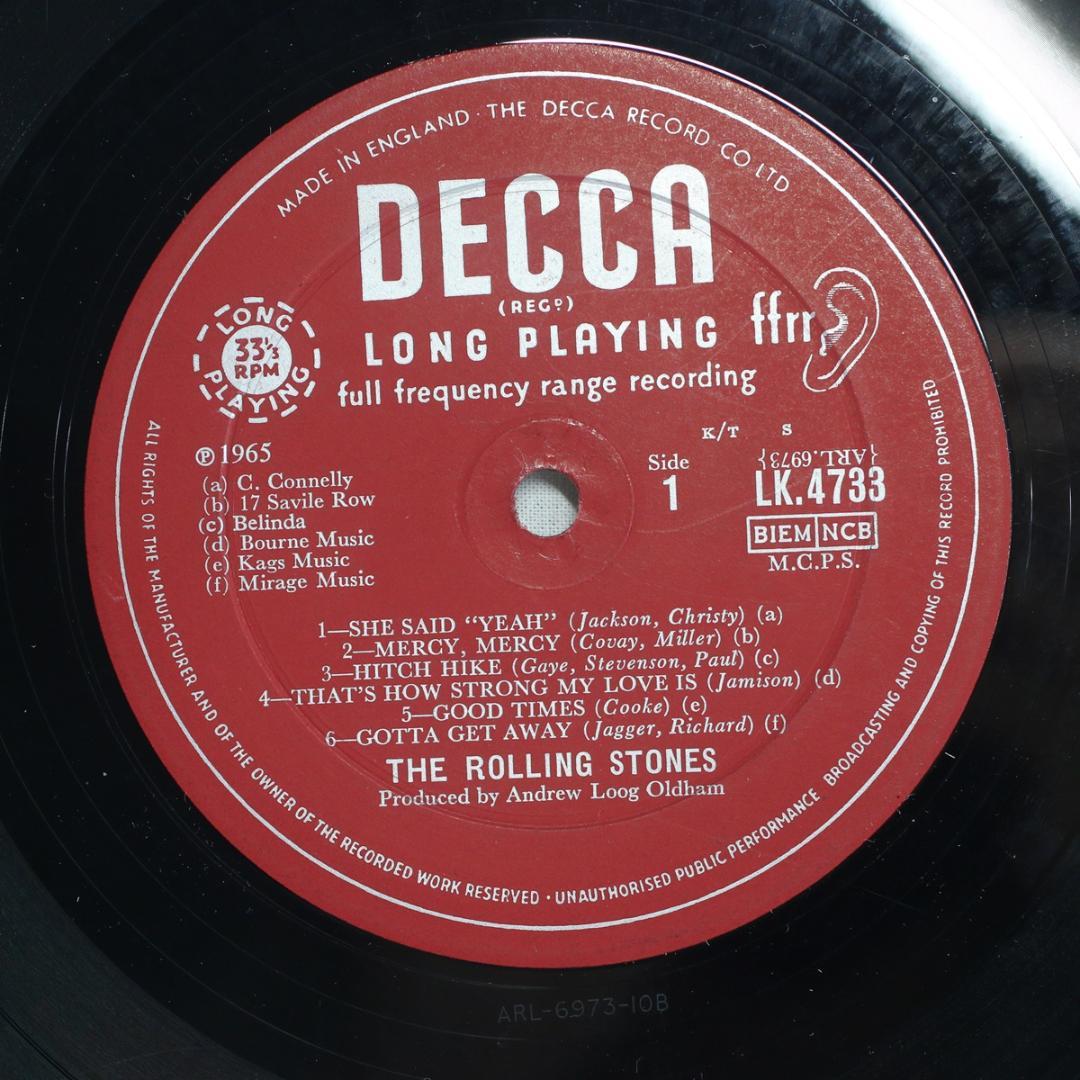 MADE IN ENGLAND · THE DECCA RECORD CO LTD
DECCA
(REGᴰ)
LONG PLAYING
ffrr
full frequency range recording
LONG
33⅓
RPM
PLAYING
K/T S
℗ 1965
(a) C. Connelly
(b) 17 Savile Row
(c) Belinda
(d) Bourne Music
(e) Kags Music
(f) Mirage Music
Side
1
{ARL.6973}
LK.4733
BIEM NCB
M.C.P.S.
1—SHE SAID “YEAH” (Jackson, Christy) (a)
2—MERCY, MERCY (Covay, Miller) (b)
3—HITCH HIKE (Gaye, Stevenson, Paul) (c)
4—THAT’S HOW STRONG MY LOVE IS (Jamison) (d)
5—GOOD TIMES (Cooke) (e)
6—GOTTA GET AWAY (Jagger, Richard) (f)
THE ROLLING STONES
Produced by Andrew Loog Oldham
ALL RIGHTS OF THE MANUFACTURER AND OF THE OWNER OF THE RECORDED WORK RESERVED · UNAUTHORISED PUBLIC PERFORMANCE BROADCASTING AND COPYING OF THIS RECORD PROHIBITED
ARL-6973-10B